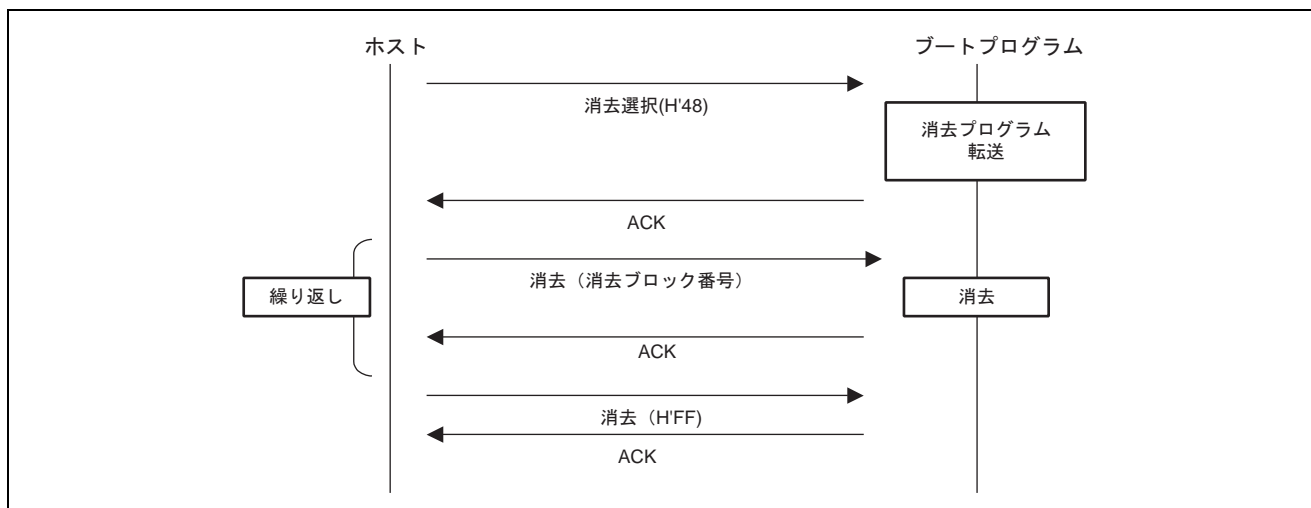 ホスト
ブートプログラム
消去選択(H'48)
消去プログラム
転送
ACK
消去（消去ブロック番号）
繰り返し
消去
ACK
消去（H'FF)
ACK